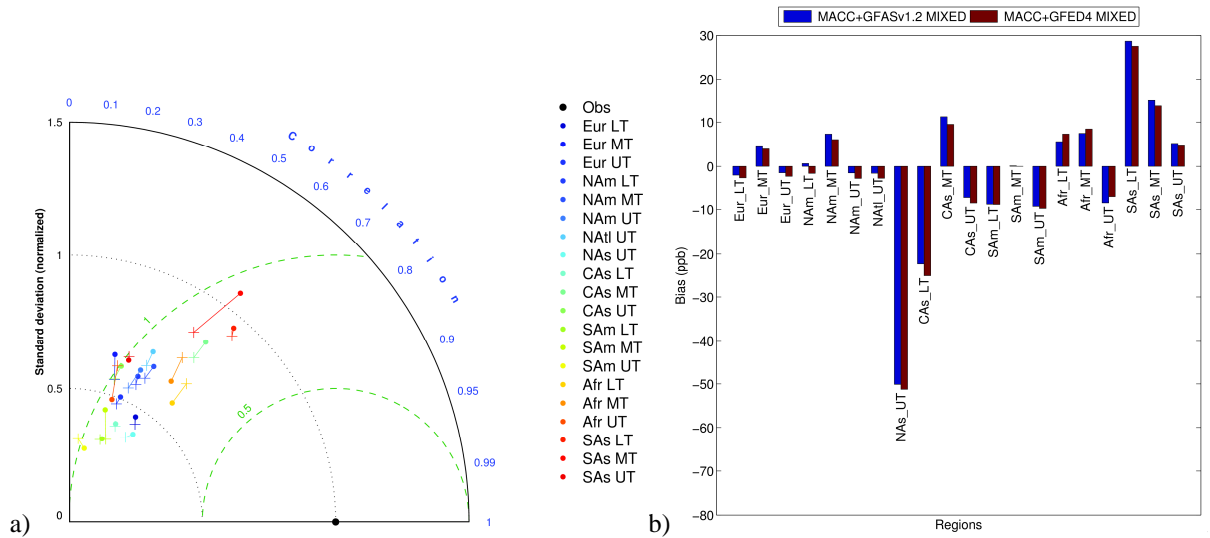 MACC+GFASv1.2 MIXED
MACC+GFED4 MIXED
a)
Standard deviation (normalized)
1.5
1
0.5
0
0
0.1
0.2
0.3
0.4
0.5
0.6
0.7
0.8
0.9
0.95
0.99
1
Correlation
1
0.5
Obs
Eur LT
Eur MT
Eur UT
NAm LT
NAm MT
NAm UT
NAtl UT
NAs UT
CAs LT
CAs MT
CAs UT
SAm LT
SAm MT
SAm UT
Afr LT
Afr MT
Afr UT
SAs LT
SAs MT
SAs UT
b)
Bias (ppb)
30
20
10
0
−10
−20
−30
−40
−50
−60
−70
−80
Eur_LT
Eur_MT
Eur_UT
NAm_LT
NAm_MT
NAm_UT
NAtl_UT
NAs_UT
CAs_LT
CAs_MT
CAs_UT
SAm_LT
SAm_MT
SAm_UT
Afr_LT
Afr_MT
Afr_UT
SAs_LT
SAs_MT
SAs_UT
Regions